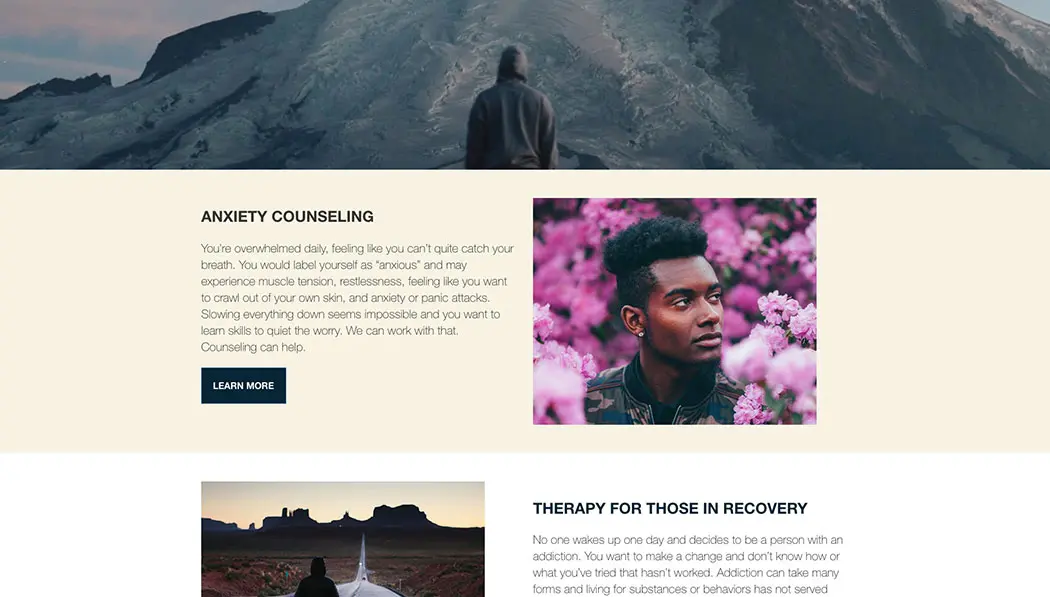 ANXIETY COUNSELING
You’re overwhelmed daily, feeling like you can’t quite catch your
breath. You would label yourself as “anxious” and may
experience muscle tension, restlessness, feeling like you want
to crawl out of your own skin, and anxiety or panic attacks.
Slowing everything down seems impossible and you want to
learn skills to quiet the worry. We can work with that.
Counseling can help.
LEARN MORE
THERAPY FOR THOSE IN RECOVERY
No one wakes up one day and decides to be a person with an
addiction. You want to make a change and don’t know how or
what you’ve tried that hasn’t worked. Addiction can take many
forms and living for substances or behaviors has not served